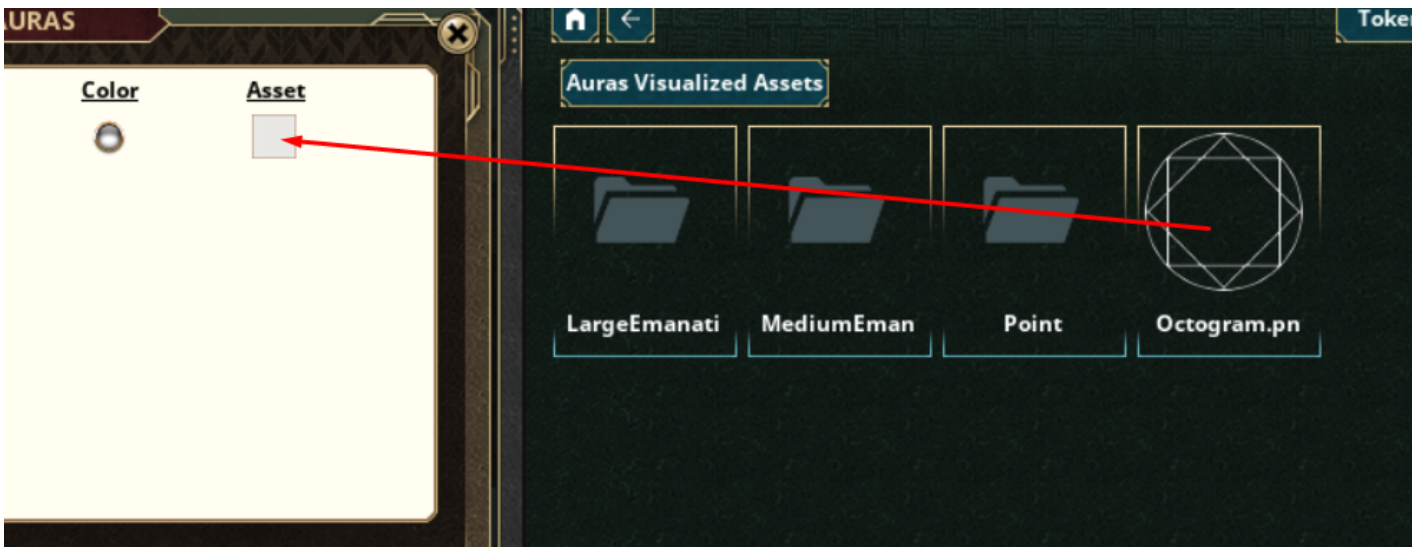 URAS
Color Asset
Toke
Auras Visualized Assets
LargeEmanati MediumEman Point Octogram.pn